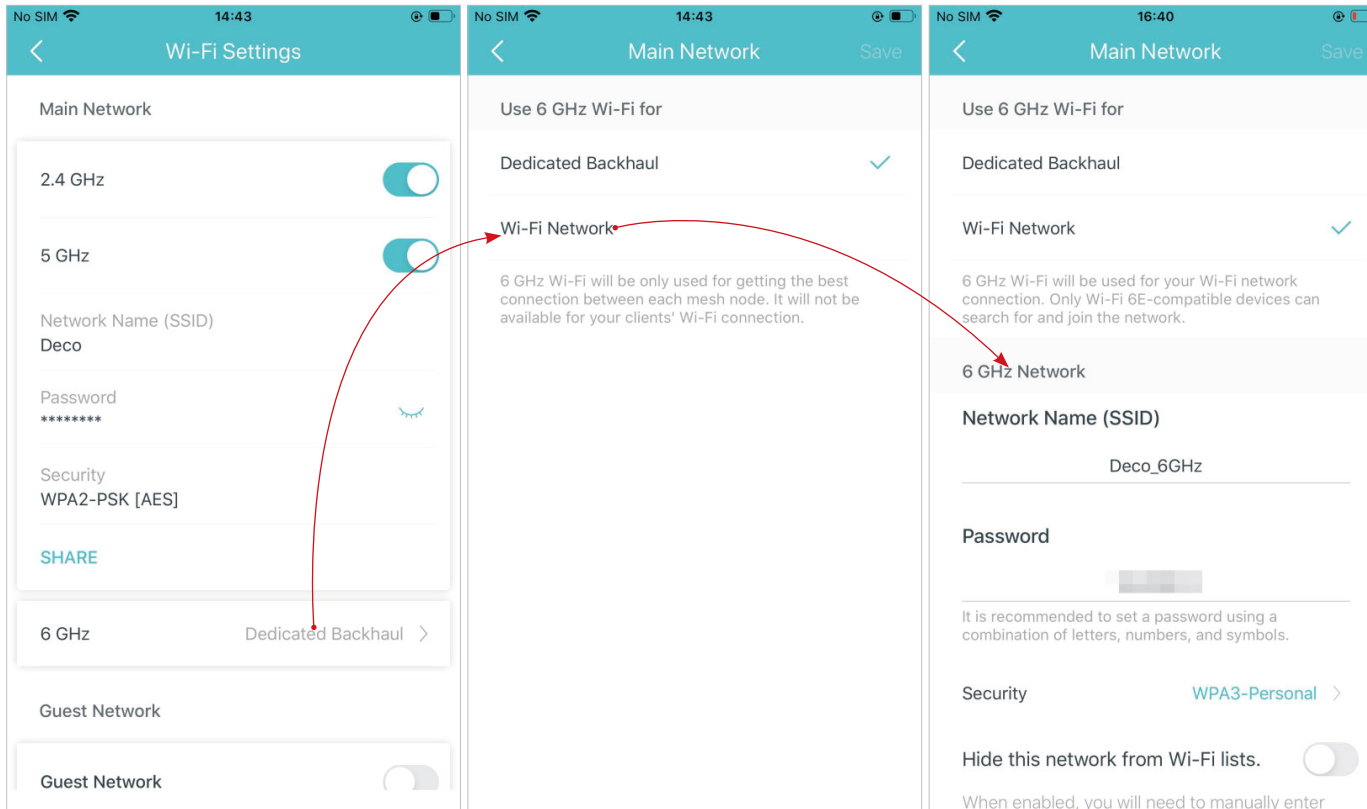 No SIM 14:43
Wi-Fi Settings
Main Network
2.4 GHz
5 GHz
Network Name (SSID)
Deco
Password
********
Security
WPA2-PSK [AES]
SHARE
6 GHz Dedicated Backhaul
Guest Network
Guest Network
No SIM 14:43
Main Network Save
Use 6 GHz Wi-Fi for
Dedicated Backhaul
Wi-Fi Network
6 GHz Wi-Fi will be only used for getting the best
connection between each mesh node. It will not be
available for your clients' Wi-Fi connection.
No SIM 16:40
Main Network Save
Use 6 GHz Wi-Fi for
Dedicated Backhaul
Wi-Fi Network
6 GHz Wi-Fi will be used for your Wi-Fi network
connection. Only Wi-Fi 6E-compatible devices can
search for and join the network.
6 GHz Network
Network Name (SSID)
Deco_6GHz
Password
It is recommended to set a password using a
combination of letters, numbers, and symbols.
Security WPA3-Personal
Hide this network from Wi-Fi lists.
When enabled, you will need to manually enter